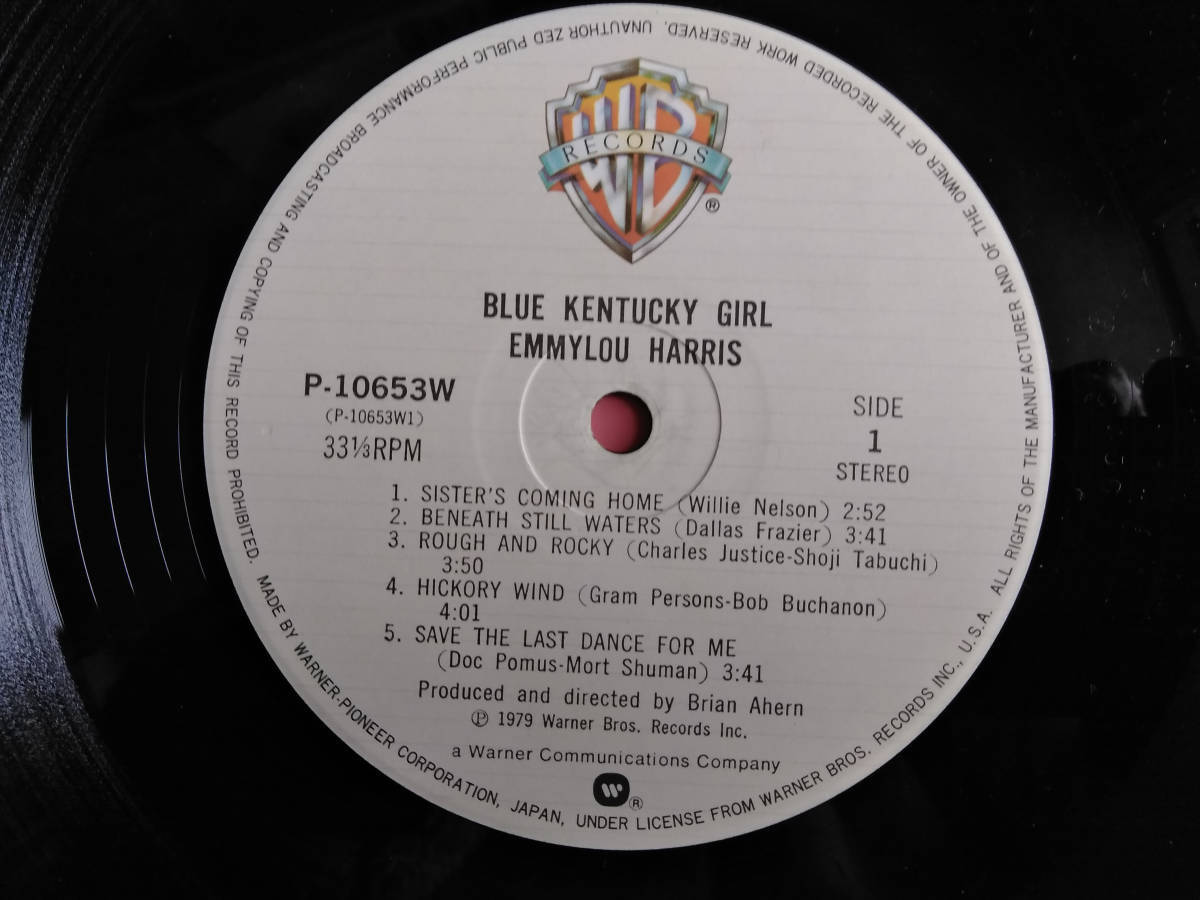 WB
RECORDS
®
BLUE KENTUCKY GIRL
EMMYLOU HARRIS
P-10653W
(P-10653W1)
33⅓RPM
SIDE
1
STEREO
1. SISTER'S COMING HOME (Willie Nelson) 2:52
2. BENEATH STILL WATERS (Dallas Frazier) 3:41
3. ROUGH AND ROCKY (Charles Justice-Shoji Tabuchi)
3:50
4. HICKORY WIND (Gram Persons-Bob Buchanon)
4:01
5. SAVE THE LAST DANCE FOR ME
(Doc Pomus-Mort Shuman) 3:41
Produced and directed by Brian Ahern
℗ 1979 Warner Bros. Records Inc.
a Warner Communications Company
W
®
MADE BY WARNER-PIONEER CORPORATION, JAPAN, UNDER LICENSE FROM WARNER BROS. RECORDS INC., U.S.A. ALL RIGHTS OF THE MANUFACTURER AND OF THE OWNER OF THE RECORDED WORK RESERVED. UNAUTHOR ZED PUBLIC PERFORMANCE BROADCASTING AND COPYING OF THIS RECORD PROHIBITED.